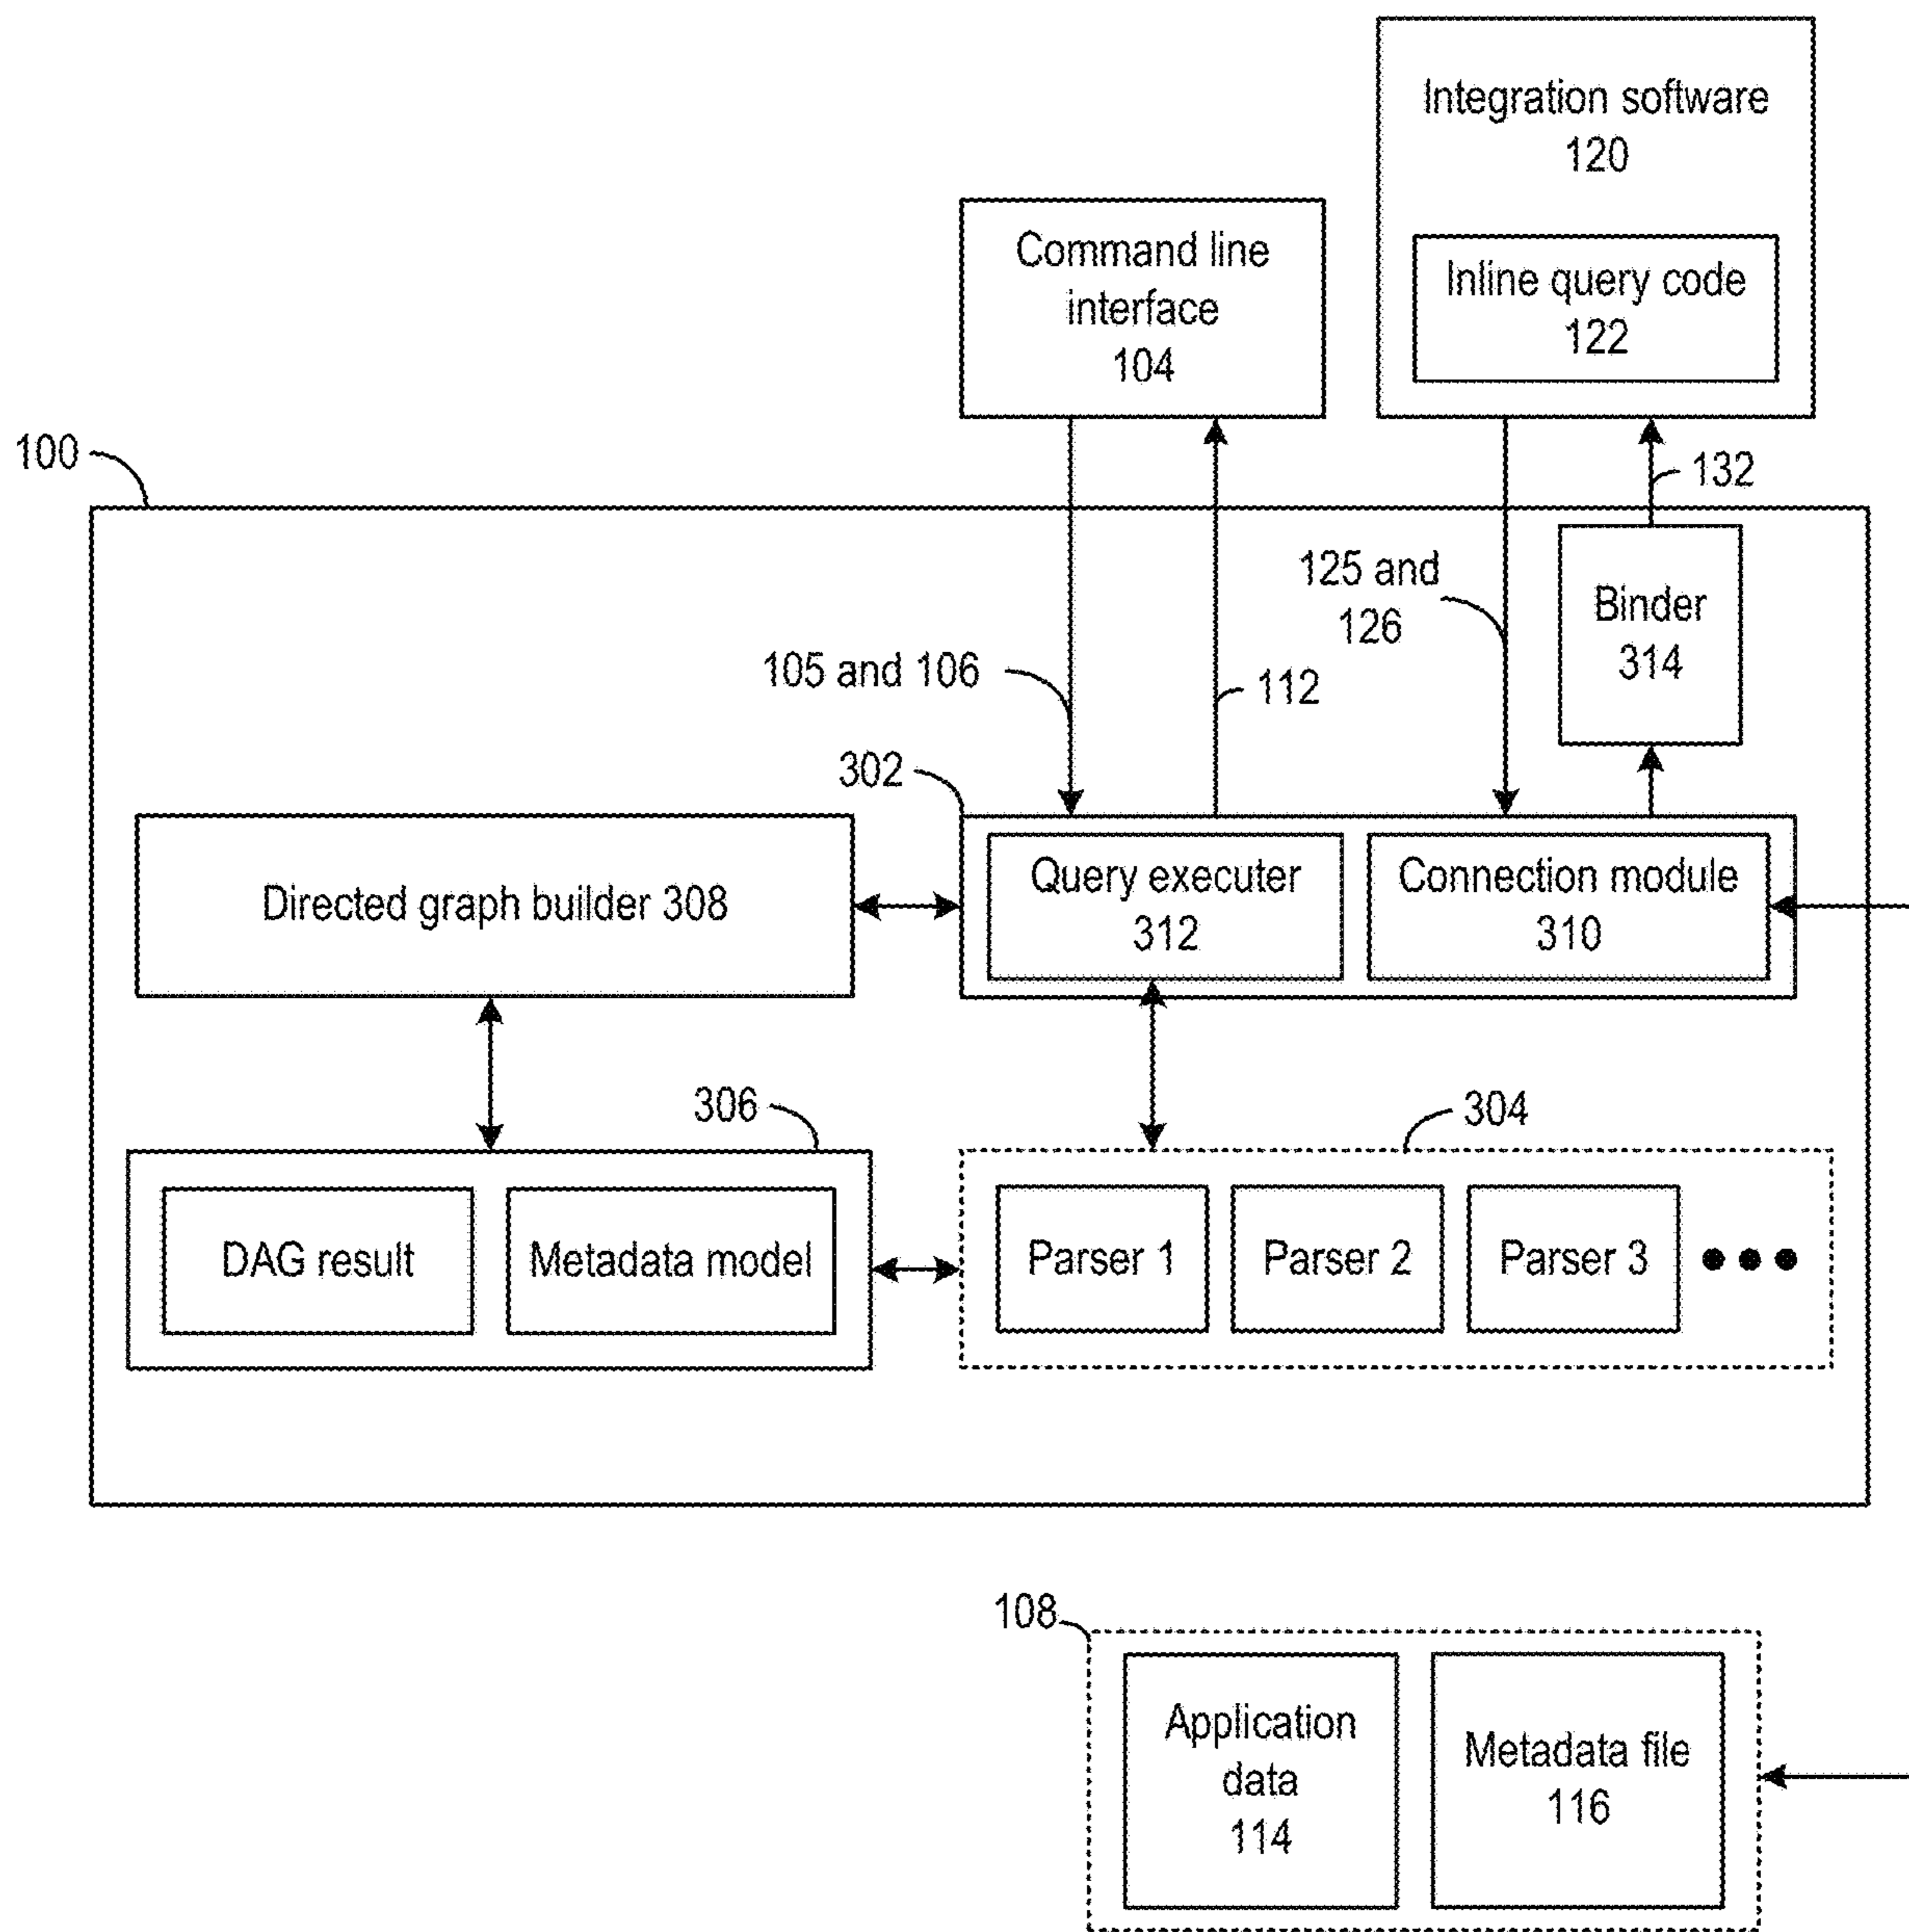 Integration software
120
Command line
interface
104
Inline query code
122
100
132
125 and
126
Binder
314
105 and 106
112
302
Directed graph builder 308
Query executer
312
Connection module
310
306
304
DAG result
Metadata model
Parser 1
Parser 2
Parser 3
108
Application
data
114
Metadata file
116